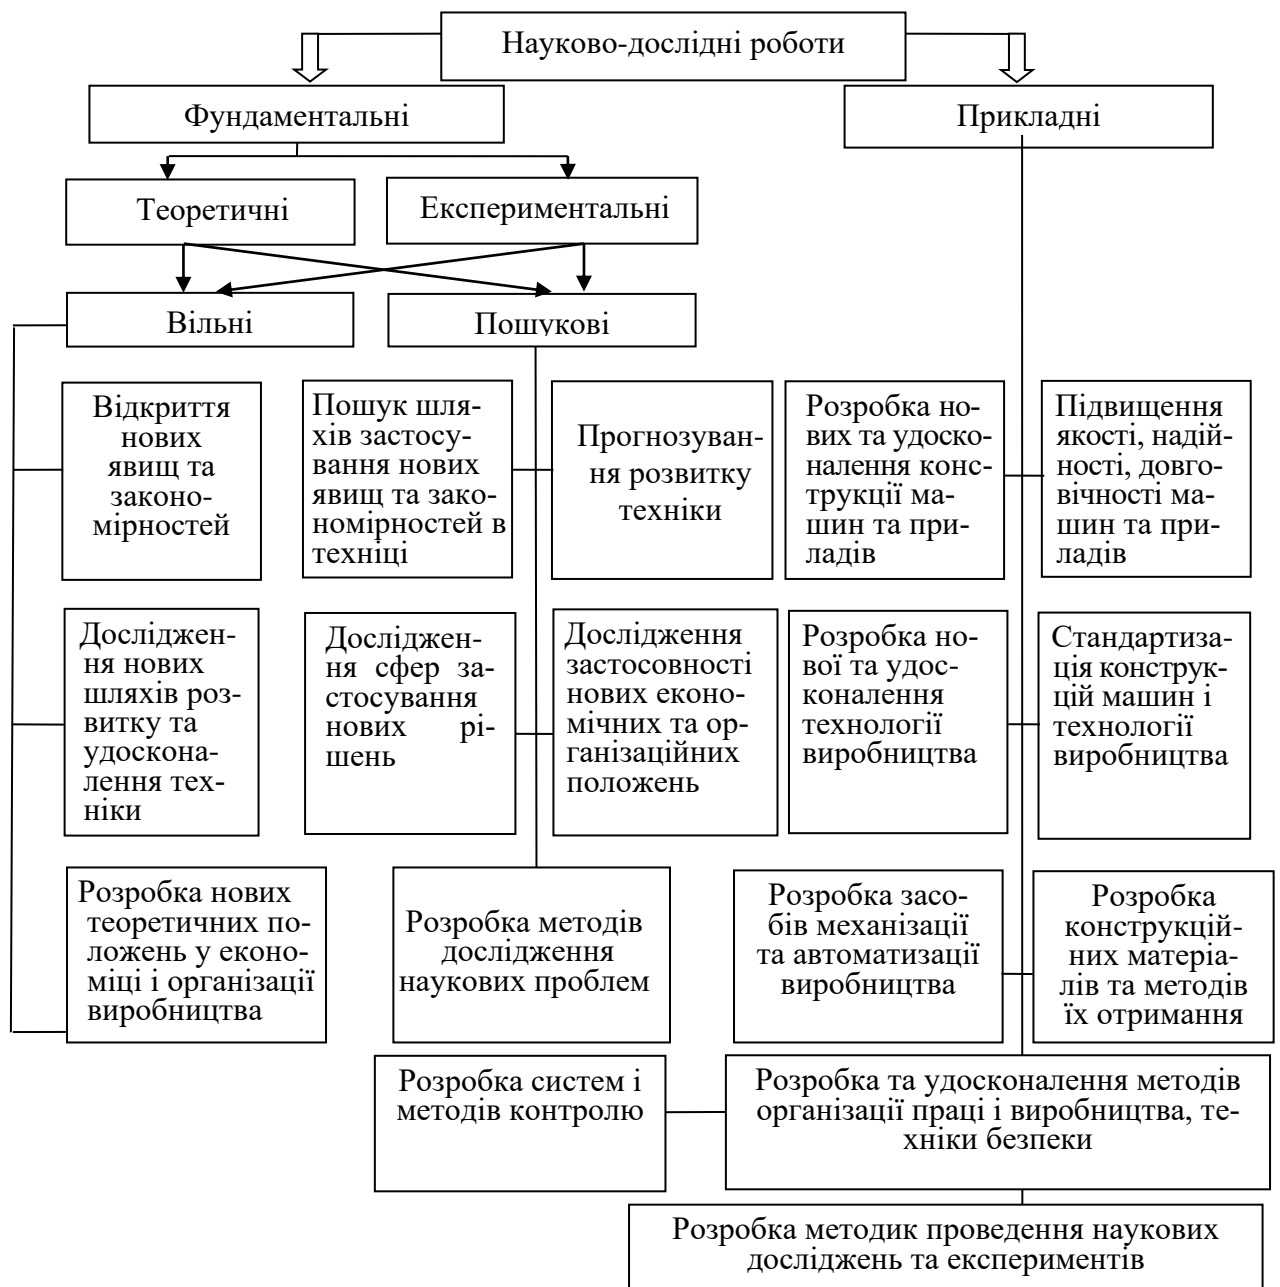 Науково-дослідні роботи
Фундаментальні
Прикладні
Теоретичні
Експериментальні
Вільні
Пошукові
Відкриття
нових
явищ та
законо-
мірностей
Пошук шля-
хів застосу-
вання нових
явищ та зако-
номірностей в
техніці
Прогнозуван-
ня розвитку
техніки
Розробка но-
вих та удоско-
налення конс-
трукції ма-
шин та при-
ладів
Підвищення
якості, надій-
ності, довго-
вічності ма-
шин та при-
ладів
Дослiджен-
ня нових
шляхів роз-
витку та
удоскона-
лення тех-
ніки
Дослiджен-
ня сфер за-
стосування
нових рі-
шень
Дослідження
застосовності
нових еконо-
мічних та ор-
ганізаційних
положень
Розробка но-
вої та удос-
коналення
технології
виробництва
Стандартиза-
ція конструк-
цій машин і
технології
виробництва
Розробка нових
теоретичних по-
ложень у еконо-
міці і організації
виробництва
Розробка методів
дослідження
наукових проблем
Розробка засо-
бів механізації
та автоматизації
виробництва
Розробка
конструкцій-
них матеріа-
лів та методів
їх отримання
Розробка систем і
методів контролю
Розробка та удосконалення методів
організації праці і виробництва, те-
хніки безпеки
Розробка методик проведення наукових
досліджень та експериментів